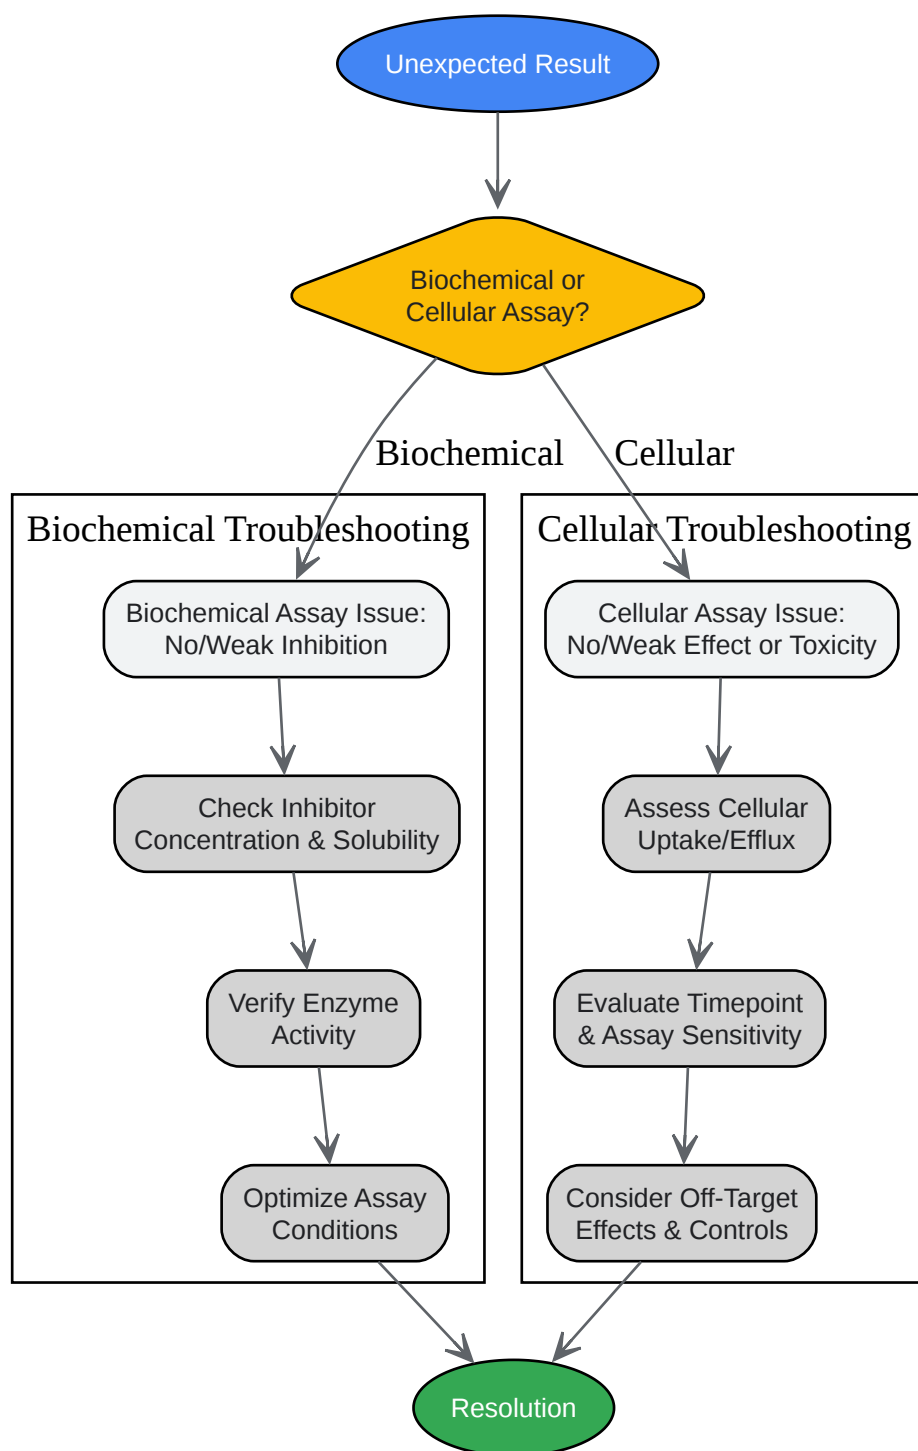 Unexpected Result
Biochemical or
Cellular Assay?
Biochemical
Cellular
Biochemical Troubleshooting
Biochemical Assay Issue:
No/Weak Inhibition
Check Inhibitor
Concentration & Solubility
Verify Enzyme
Activity
Optimize Assay
Conditions
Cellular Troubleshooting
Cellular Assay Issue:
No/Weak Effect or Toxicity
Assess Cellular
Uptake/Efflux
Evaluate Timepoint
& Assay Sensitivity
Consider Off-Target
Effects & Controls
Resolution